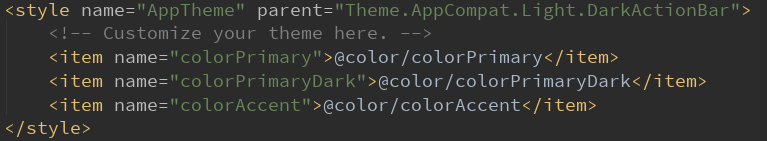 <style name="AppTheme" parent="Theme.AppCompat.Light.DarkActionBar">
<!-- Customize your theme here. -->
<item name="colorPrimary">@color/colorPrimary</item>
<item name="colorPrimaryDark">@color/colorPrimaryDark</item>
<item name="colorAccent">@color/colorAccent</item>
</style>